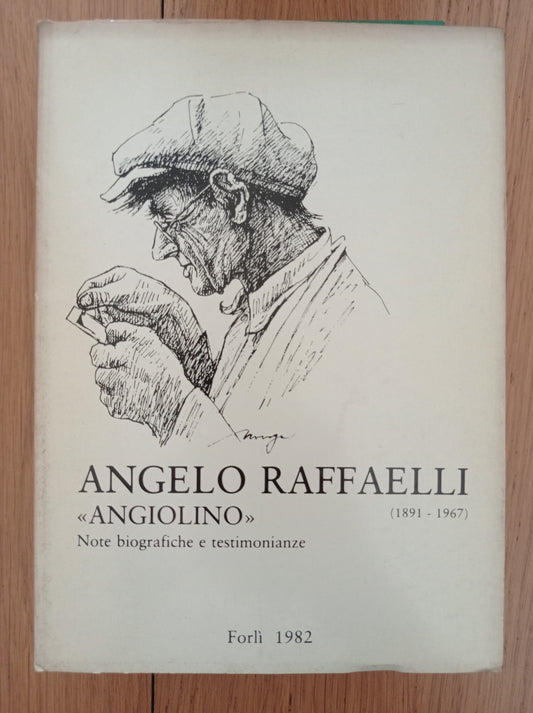 ANGELO RAFFAELLI
«ANGIOLINO» (1891 - 1967)
Note biografiche e testimonianze
Forlì 1982